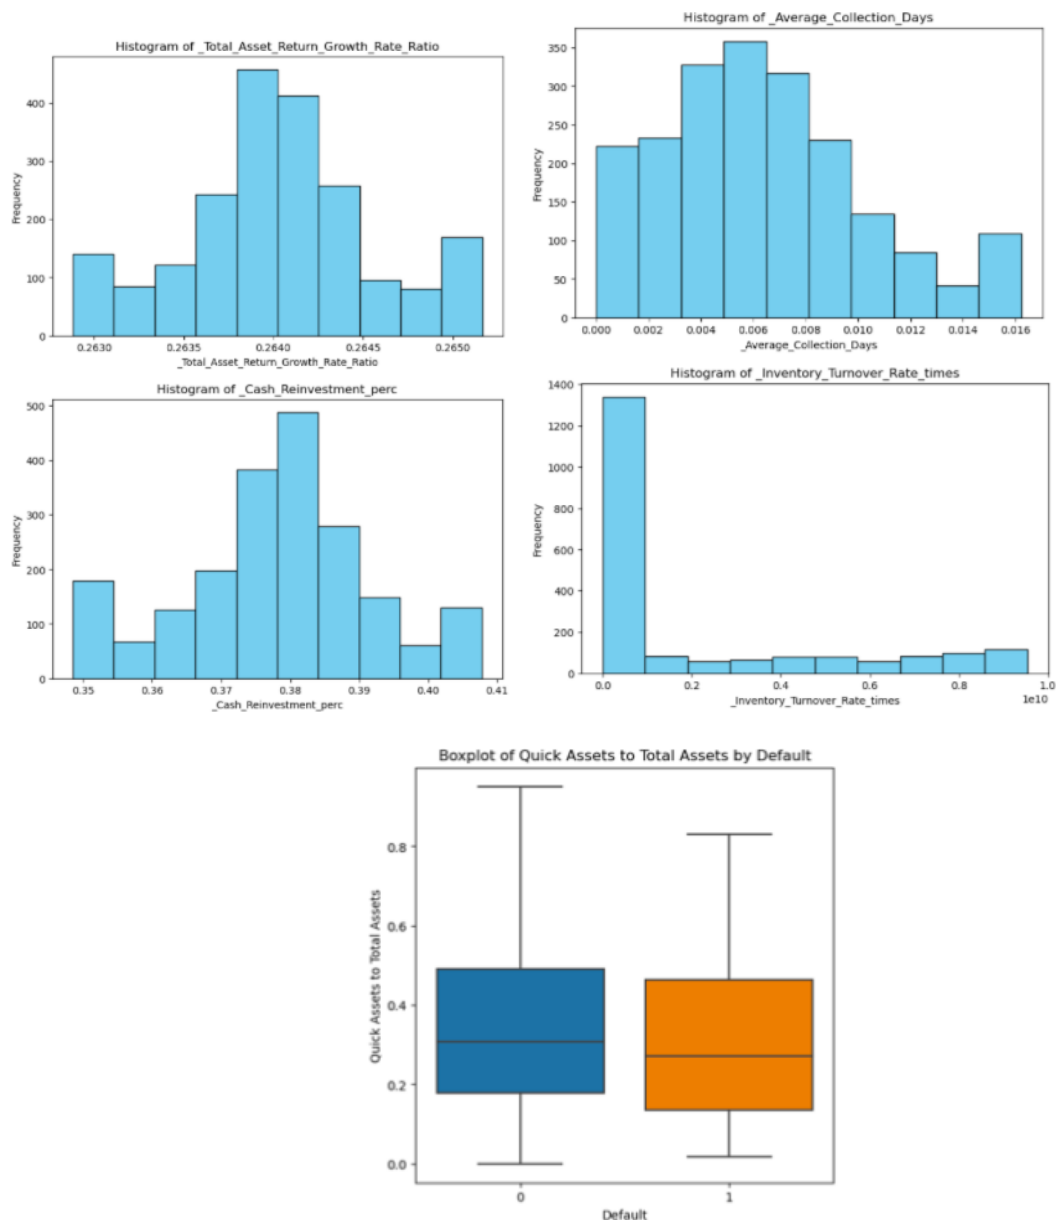 Histogram of _Total_Asset_Return_Growth_Rate_Ratio
Frequency
400
300
200
100
0
0.2630 0.2635 0.2640 0.2645 0.2650
_Total_Asset_Return_Growth_Rate_Ratio
Histogram of _Average_Collection_Days
Frequency
350
300
250
200
150
100
50
0
0.000 0.002 0.004 0.006 0.008 0.010 0.012 0.014 0.016
_Average_Collection_Days
Histogram of _Cash_Reinvestment_perc
Frequency
500
400
300
200
100
0
0.35 0.36 0.37 0.38 0.39 0.40 0.41
_Cash_Reinvestment_perc
Histogram of _Inventory_Turnover_Rate_times
Frequency
1400
1200
1000
800
600
400
200
0
0.0 0.2 0.4 0.6 0.8 1.0
1e10
_Inventory_Turnover_Rate_times
Boxplot of Quick Assets to Total Assets by Default
Quick Assets to Total Assets
0.8
0.6
0.4
0.2
0.0
0 1
Default